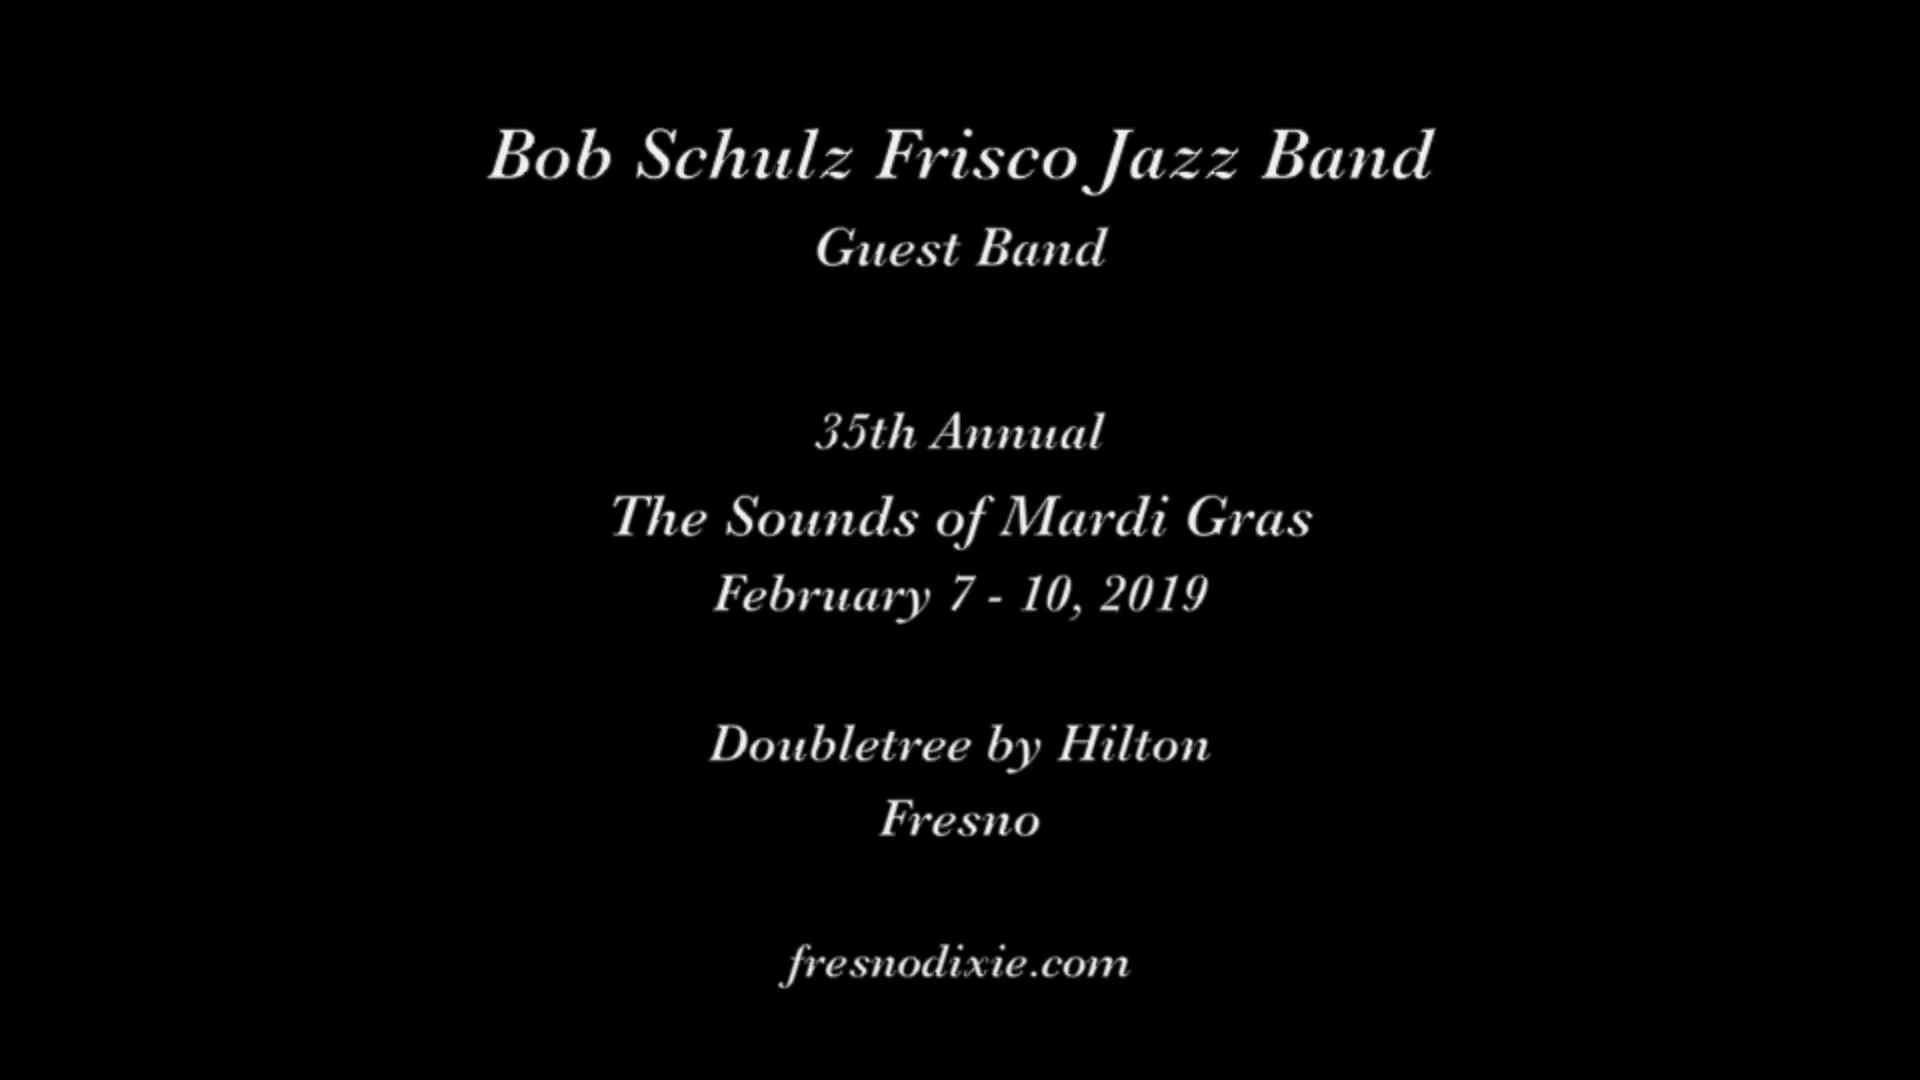 Bob Schulz Frisco Jazz Band
Guest Band
35th Annual
The Sounds of Mardi Gras
February 7 - 10, 2019
Doubletree by Hilton
Fresno
fresnodixie.com